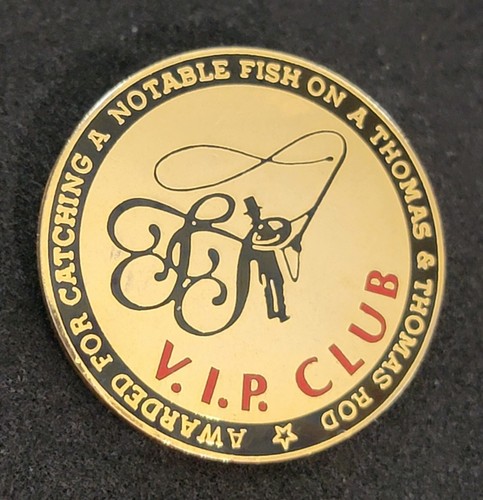 AWARDED FOR CATCHING A NOTABLE FISH ON A THOMAS & THOMAS ROD
V.I.P. CLUB